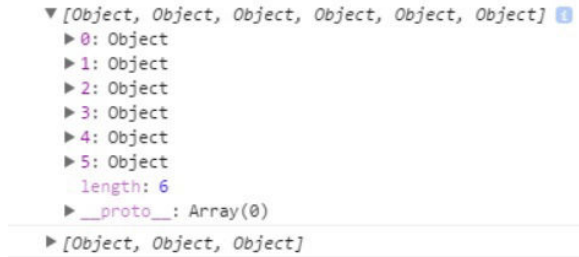 ▼ [Object, Object, Object, Object, Object, Object] i
▶ 0: Object
▶ 1: Object
▶ 2: Object
▶ 3: Object
▶ 4: Object
▶ 5: Object
length: 6
▶ __proto__: Array(0)
▶ [Object, Object, Object]